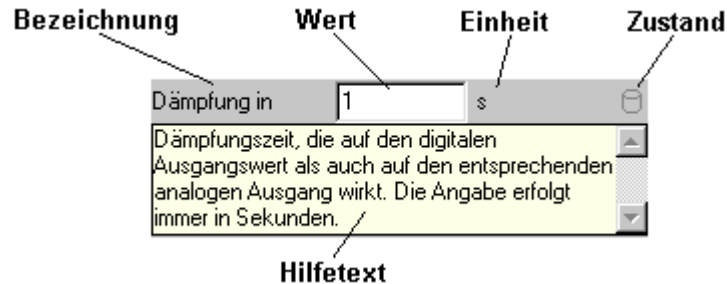 Bezeichnung Wert Einheit Zustand
Dämpfung in 1 s
Dämpfungszeit, die auf den digitalen
Ausgangswert als auch auf den entsprechenden
analogen Ausgang wirkt. Die Angabe erfolgt
immer in Sekunden.
Hilfetext